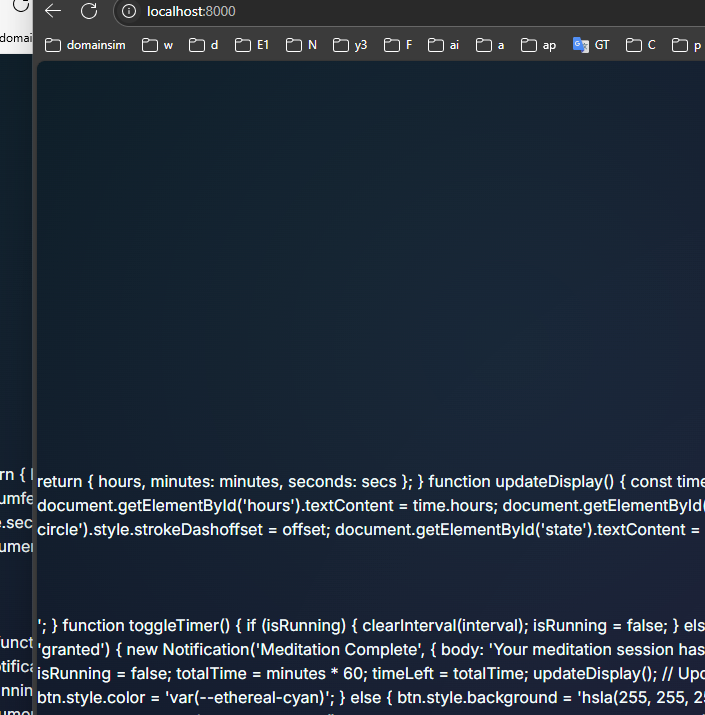 localhost:8000
domai
domainsim w d E1 N y3 F ai a ap GT C p
return { hours, minutes: minutes, seconds: secs }; } function updateDisplay() { const time
document.getElementById('hours').textContent = time.hours; document.getElementById(
circle').style.strokeDashoffset = offset; document.getElementById('state').textContent =
'; } function toggleTimer() { if (isRunning) { clearInterval(interval); isRunning = false; } els
'granted') { new Notification('Meditation Complete', { body: 'Your meditation session has
isRunning = false; totalTime = minutes * 60; timeLeft = totalTime; updateDisplay(); // Upd
btn.style.color = 'var(--ethereal-cyan)'; } else { btn.style.background = 'hsla(255, 255, 25
rn {
umfe
e.sec
ument
funct
otifica
nnin